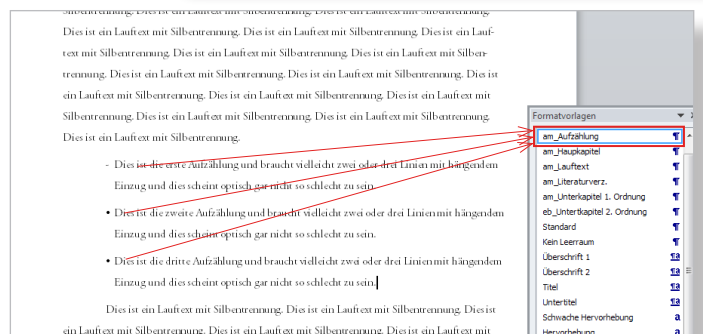 Silbentrennung. Dies ist ein Lauftext mit Silbentrennung. Dies ist ein Lauftext mit Silbentrennung.
Dies ist ein Lauftext mit Silbentrennung. Dies ist ein Lauftext mit Silbentrennung. Dies ist ein Lauf-
text mit Silbentrennung. Dies ist ein Lauftext mit Silbentrennung. Dies ist ein Lauftext mit Silben-
trennung. Dies ist ein Lauftext mit Silbentrennung. Dies ist ein Lauftext mit Silbentrennung. Dies ist
ein Lauftext mit Silbentrennung. Dies ist ein Lauftext mit Silbentrennung. Dies ist ein Lauftext mit
Silbentrennung. Dies ist ein Lauftext mit Silbentrennung. Dies ist ein Lauftext mit Silbentrennung.
Dies ist ein Lauftext mit Silbentrennung.
- Dies ist die erste Aufzählung und braucht vielleicht zwei oder drei Linien mit hängendem
Einzug und dies scheint optisch gar nicht so schlecht zu sein.
• Dies ist die zweite Aufzählung und braucht vielleicht zwei oder drei Linien mit hängendem
Einzug und dies scheint optisch gar nicht so schlecht zu sein.
• Dies ist die dritte Aufzählung und braucht vielleicht zwei oder drei Linien mit hängendem
Einzug und dies scheint optisch gar nicht so schlecht zu sein.
Dies ist ein Lauftext mit Silbentrennung. Dies ist ein Lauftext mit Silbentrennung. Dies ist
ein Lauftext mit Silbentrennung. Dies ist ein Lauftext mit Silbentrennung. Dies ist ein Lauftext mit
Formatvorlagen
am_Aufzählung
am_Haupkapitel
am_Lauftext
am_Literaturverz.
am_Unterkapitel 1. Ordnung
eb_Untertkapitel 2. Ordnung
Standard
Kein Leerraum
Überschrift 1
Überschrift 2
Titel
Untertitel
Schwache Hervorhebung
Hervorhebung